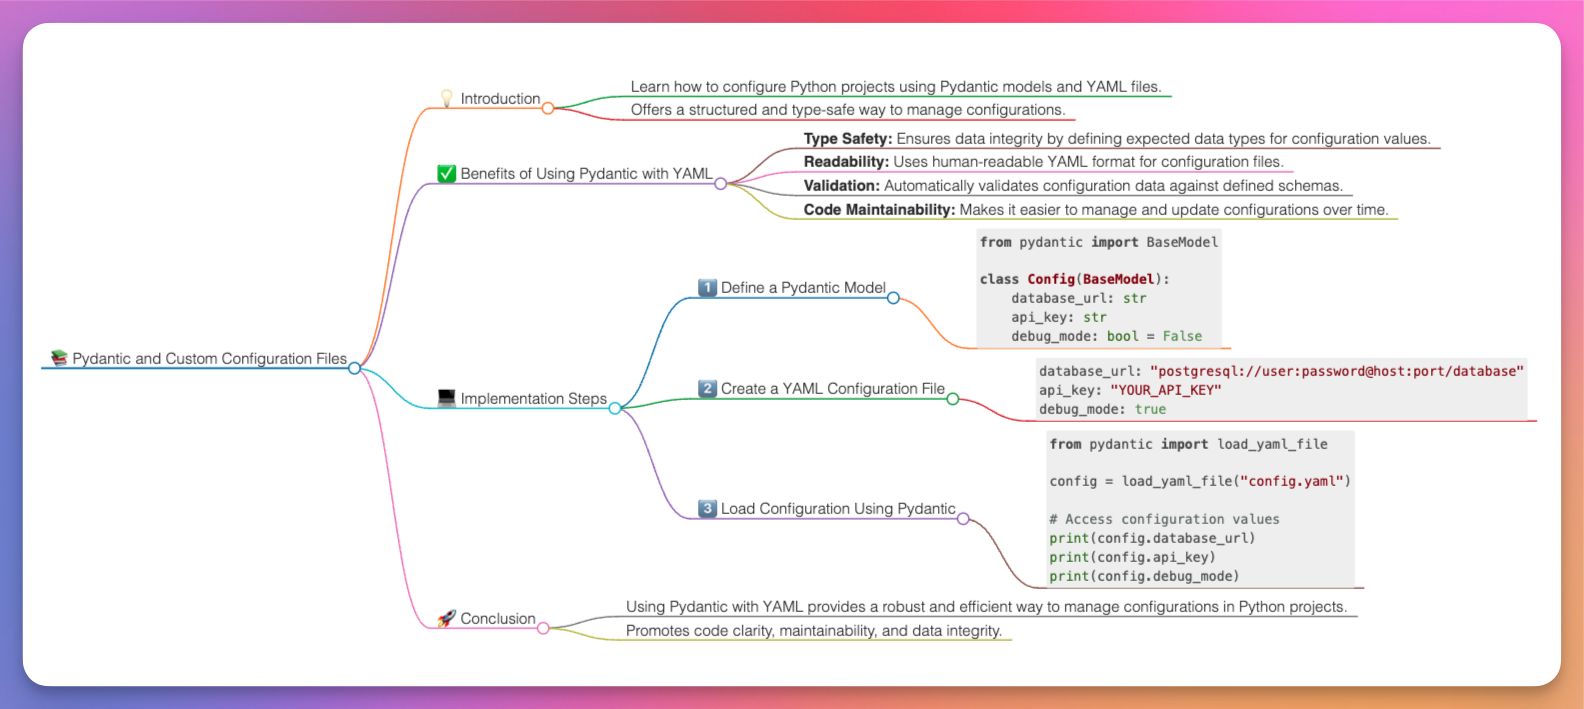 📚 Pydantic and Custom Configuration Files
💡 Introduction
Learn how to configure Python projects using Pydantic models and YAML files.
Offers a structured and type-safe way to manage configurations.
✅ Benefits of Using Pydantic with YAML
Type Safety: Ensures data integrity by defining expected data types for configuration values.
Readability: Uses human-readable YAML format for configuration files.
Validation: Automatically validates configuration data against defined schemas.
Code Maintainability: Makes it easier to manage and update configurations over time.
💻 Implementation Steps
1️⃣ Define a Pydantic Model
from pydantic import BaseModel
class Config(BaseModel):
    database_url: str
    api_key: str
    debug_mode: bool = False
2️⃣ Create a YAML Configuration File
database_url: "postgresql://user:password@host:port/database"
api_key: "YOUR_API_KEY"
debug_mode: true
3️⃣ Load Configuration Using Pydantic
from pydantic import load_yaml_file
config = load_yaml_file("config.yaml")
# Access configuration values
print(config.database_url)
print(config.api_key)
print(config.debug_mode)
🚀 Conclusion
Using Pydantic with YAML provides a robust and efficient way to manage configurations in Python projects.
Promotes code clarity, maintainability, and data integrity.